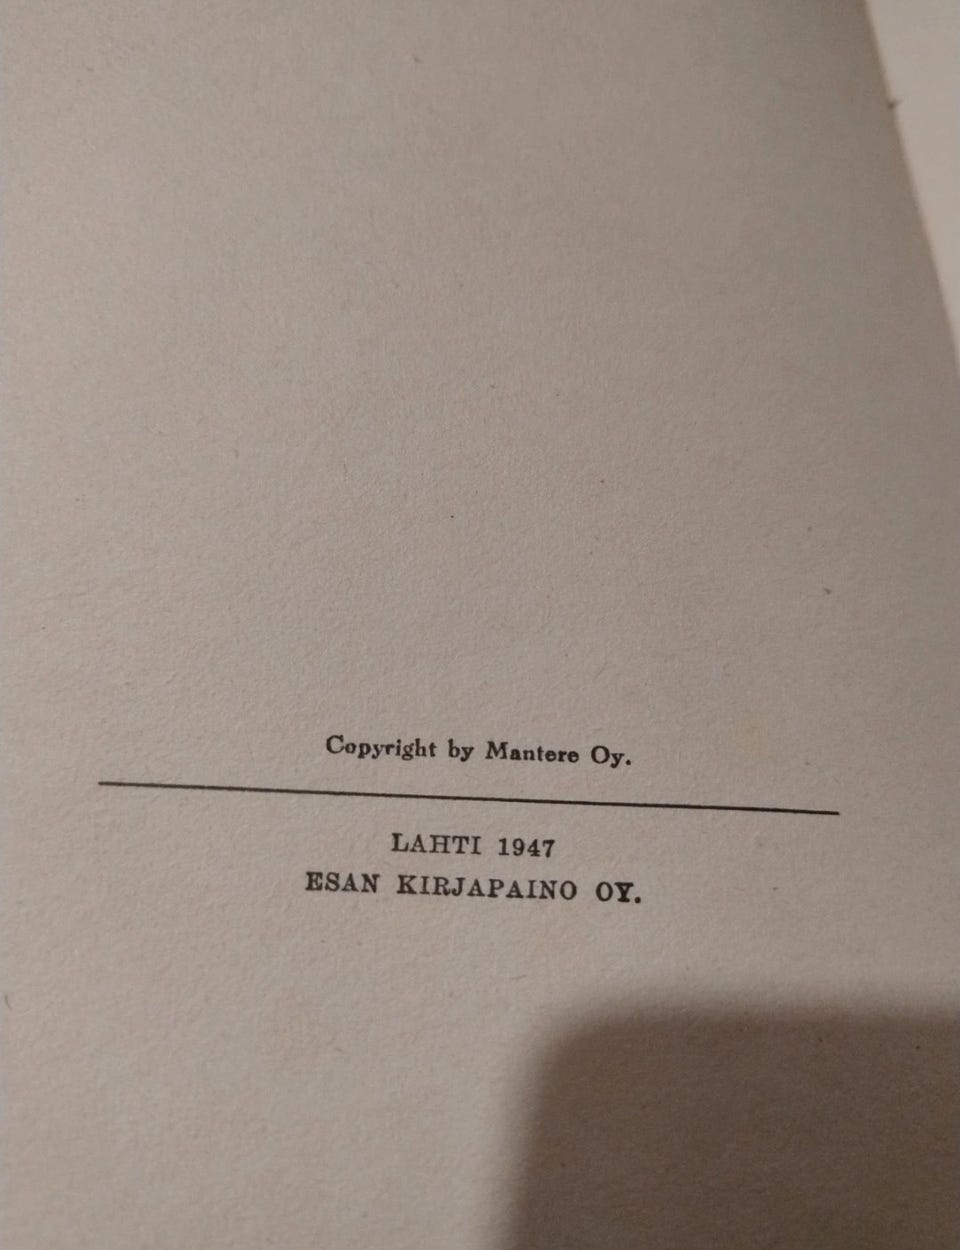 Copyright by Mantere Oy.
LAHTI 1947
ESAN KIRJAPAINO OY.